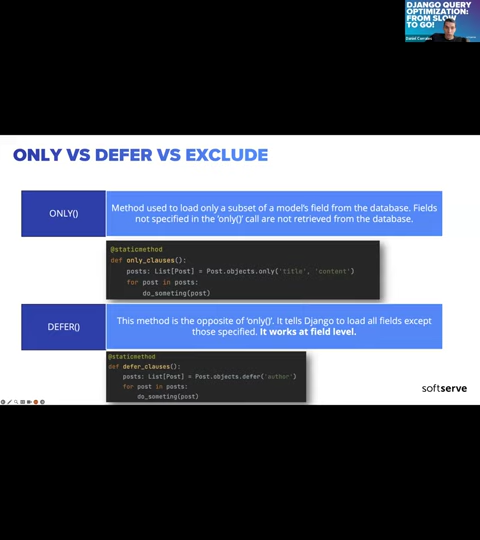 DJANGO QUERY
OPTIMIZATION:
FROM SLOW
TO GO!
ONLY VS DEFER VS EXCLUDE
ONLY()
Method used to load only a subset of a model's field from the database. Fields
not specified in the 'only()' call are not retrieved from the database.
@staticmethod
def only_clauses():
posts: List[Post] = Post.objects.only('title', 'content')
for post in posts:
do_someting(post)
DEFER()
This method is the opposite of 'only()'. It tells Django to load all fields except
those specified. It works at field level.
@staticmethod
def defer_clauses():
posts: List[Post] = Post.objects.defer('author')
for post in posts:
do_someting(post)
softserve